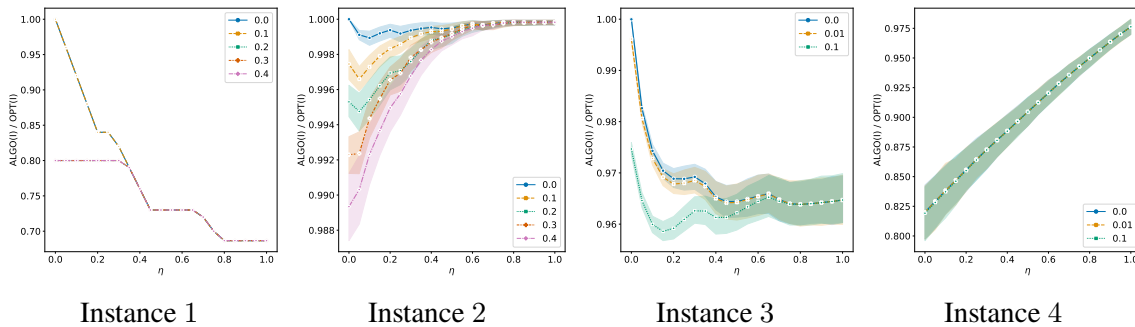 ALGO(I) / OPT(I)
1.00
0.95
0.90
0.85
0.80
0.75
0.70
0.0 0.2 0.4 0.6 0.8 1.0
η
0.0
0.1
0.2
0.3
0.4
Instance 1
ALGO(I) / OPT(I)
1.000
0.998
0.996
0.994
0.992
0.990
0.988
0.0 0.2 0.4 0.6 0.8 1.0
η
0.0
0.1
0.2
0.3
0.4
Instance 2
ALGO(I) / OPT(I)
1.00
0.99
0.98
0.97
0.96
0.0 0.2 0.4 0.6 0.8 1.0
η
0.0
0.01
0.1
Instance 3
ALGO(I) / OPT(I)
0.975
0.950
0.925
0.900
0.875
0.850
0.825
0.800
0.0 0.2 0.4 0.6 0.8 1.0
η
0.0
0.01
0.1
Instance 4